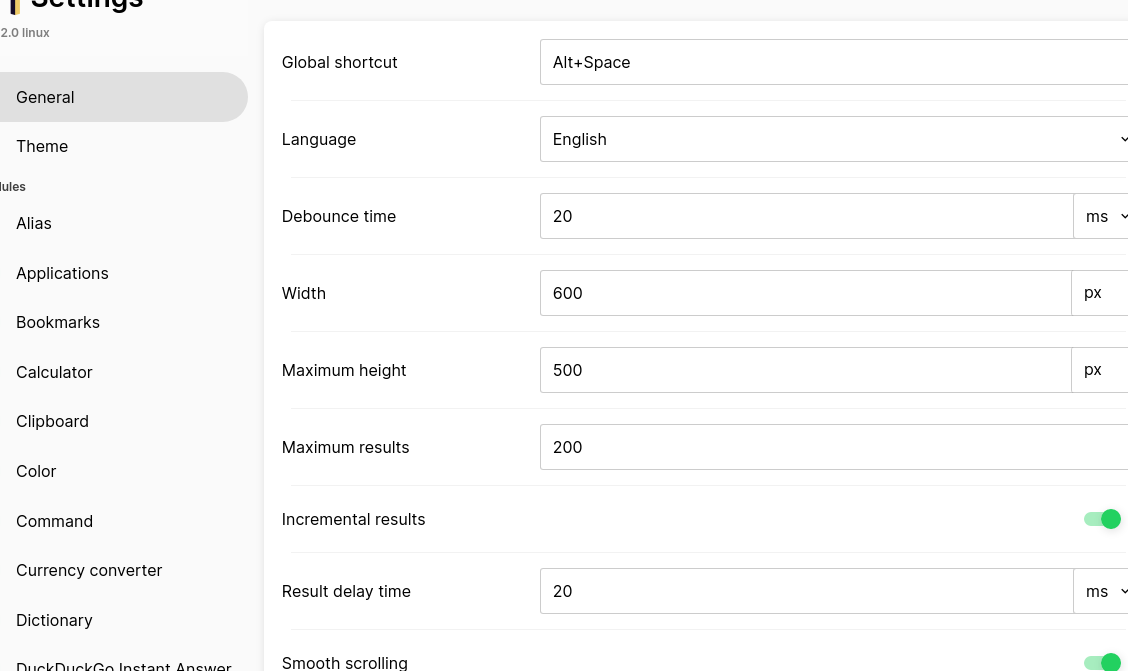 Settings
2.0 linux
General
Theme
Alias
Applications
Bookmarks
Calculator
Clipboard
Color
Command
Currency converter
Dictionary
DuckDuckGo Instant Answer
Global shortcut Alt+Space
Language English
Debounce time 20 ms
Width 600 px
Maximum height 500 px
Maximum results 200
Incremental results
Result delay time 20 ms
Smooth scrolling